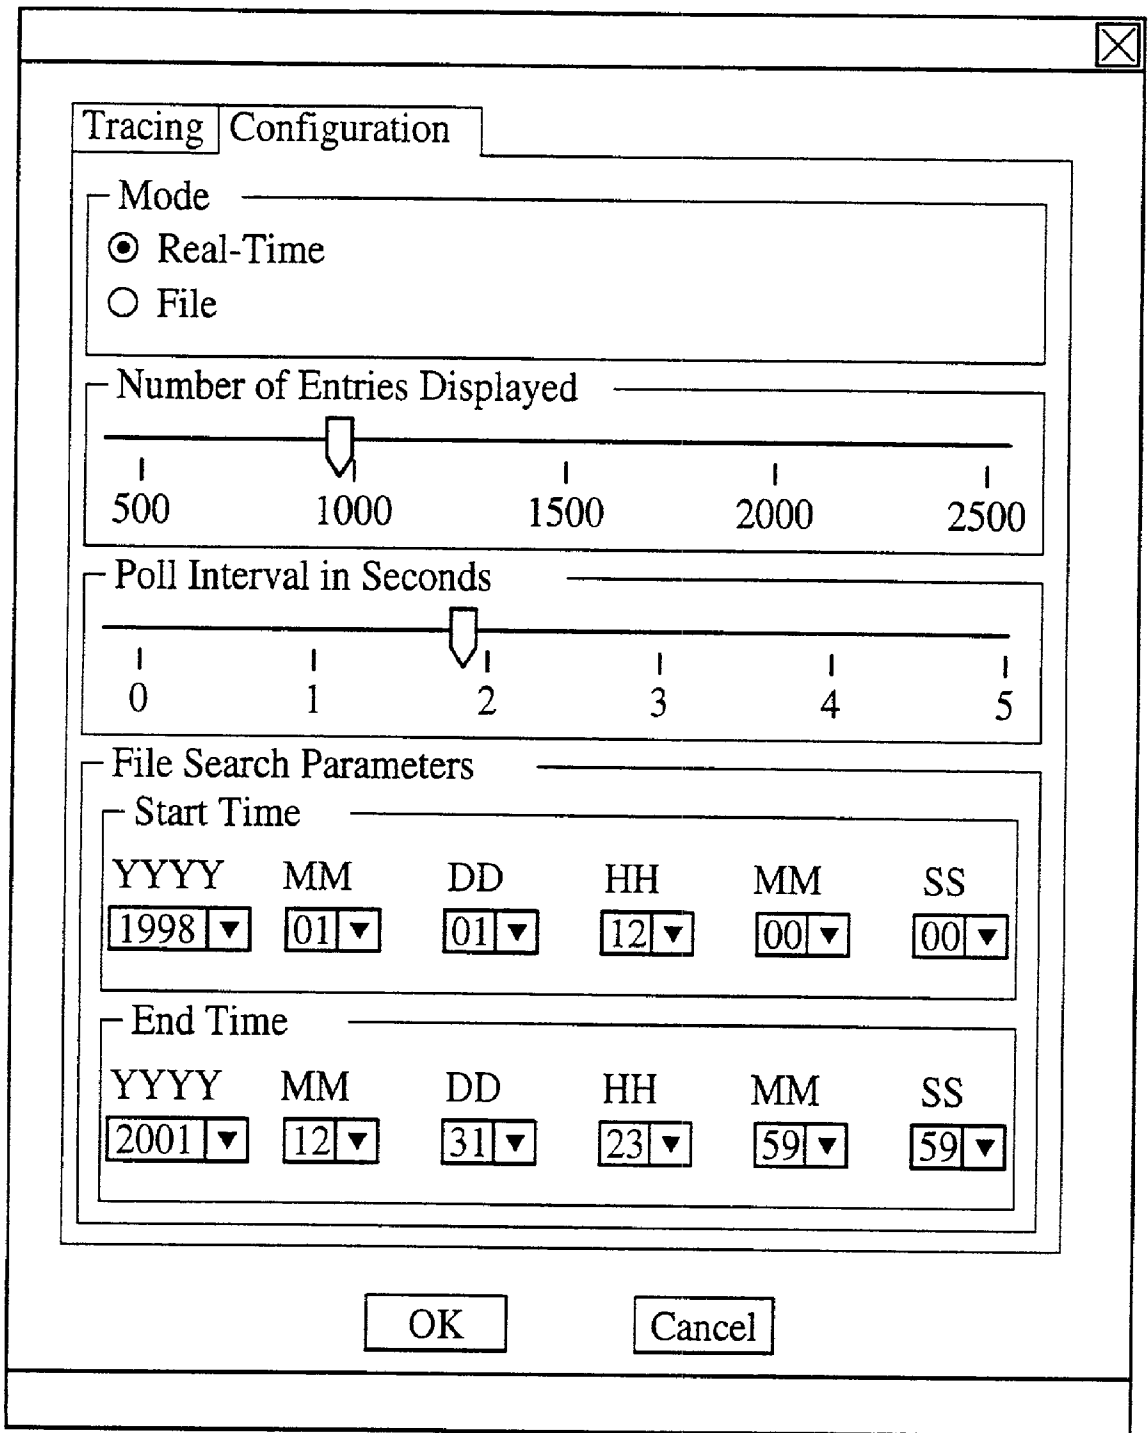 Tracing Configuration
Mode
Real-Time
File
Number of Entries Displayed
500 1000 1500 2000 2500
Poll Interval in Seconds
0 1 2 3 4 5
File Search Parameters
Start Time
YYYY MM DD HH MM SS
1998 01 01 12 00 00
End Time
YYYY MM DD HH MM SS
2001 12 31 23 59 59
OK Cancel